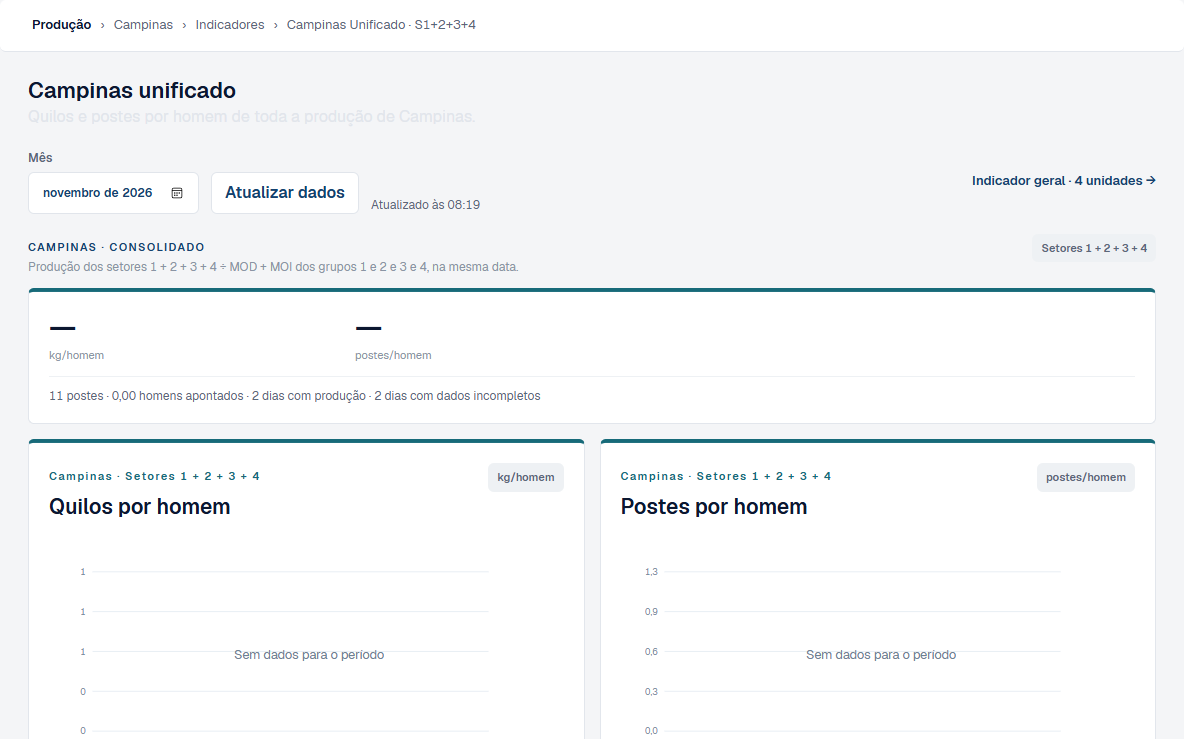 Produção › Campinas › Indicadores › Campinas Unificado · S1+2+3+4
Campinas unificado
Quilos e postes por homem de toda a produção de Campinas.
Mês
novembro de 2026
Atualizar dados
Atualizado às 08:19
Indicador geral · 4 unidades →
CAMPINAS · CONSOLIDADO
Setores 1 + 2 + 3 + 4
Produção dos setores 1 + 2 + 3 + 4 ÷ MOD + MOI dos grupos 1 e 2 e 3 e 4, na mesma data.
— —
kg/homem postes/homem
11 postes · 0,00 homens apontados · 2 dias com produção · 2 dias com dados incompletos
Campinas · Setores 1 + 2 + 3 + 4
kg/homem
Quilos por homem
1
1
1
Sem dados para o período
0
0
Campinas · Setores 1 + 2 + 3 + 4
postes/homem
Postes por homem
1,3
0,9
0,6
Sem dados para o período
0,3
0,0